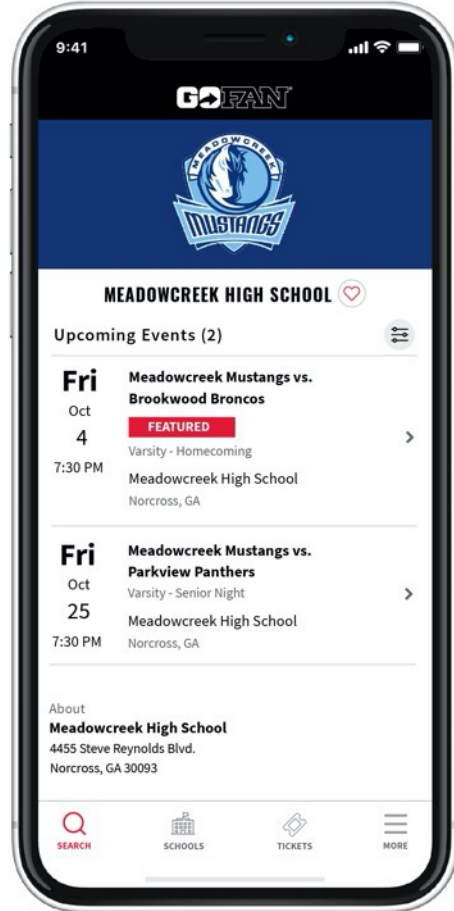 9:41
GOFAN
MEADOWCREEK
MUSTANGS
MEADOWCREEK HIGH SCHOOL
Upcoming Events (2)
Fri
Oct
4
7:30 PM
Meadowcreek Mustangs vs.
Brookwood Broncos
FEATURED
Varsity - Homecoming
Meadowcreek High School
Norcross, GA
Fri
Oct
25
7:30 PM
Meadowcreek Mustangs vs.
Parkview Panthers
Varsity - Senior Night
Meadowcreek High School
Norcross, GA
About
Meadowcreek High School
4455 Steve Reynolds Blvd.
Norcross, GA 30093
SEARCH
SCHOOLS
TICKETS
MORE